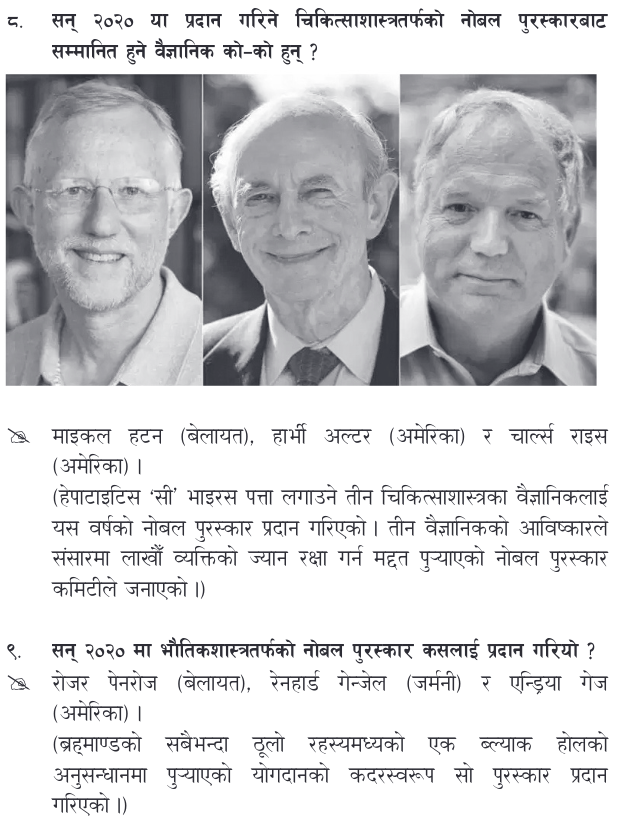 ८. सन् २०२० या प्रदान गरिने चिकित्साशास्त्रतर्फको नोबल पुरस्कारबाट
सम्मानित हुने वैज्ञानिक को-को हुन् ?
माइकल हटन (बेलायत), हार्भी अल्टर (अमेरिका) र चार्ल्स राइस
(अमेरिका) ।
(हेपाटाइटिस ‘सी’ भाइरस पत्ता लगाउने तीन चिकित्साशास्त्रका वैज्ञानिकलाई
यस वर्षको नोबल पुरस्कार प्रदान गरिएको । तीन वैज्ञानिकको आविष्कारले
संसारमा लाखौँ व्यक्तिको ज्यान रक्षा गर्न मद्दत पुर्‍याएको नोबल पुरस्कार
कमिटीले जनाएको ।)
९. सन् २०२० मा भौतिकशास्त्रतर्फको नोबल पुरस्कार कसलाई प्रदान गरियो ?
रोजर पेनरोज (बेलायत), रेनहार्ड गेन्जेल (जर्मनी) र एन्ड्रिया गेज
(अमेरिका) ।
(ब्रह्माण्डको सबैभन्दा ठूलो रहस्यमध्यको एक ब्ल्याक होलको
अनुसन्धानमा पुर्‍याएको योगदानको कदरस्वरूप सो पुरस्कार प्रदान
गरिएको ।)